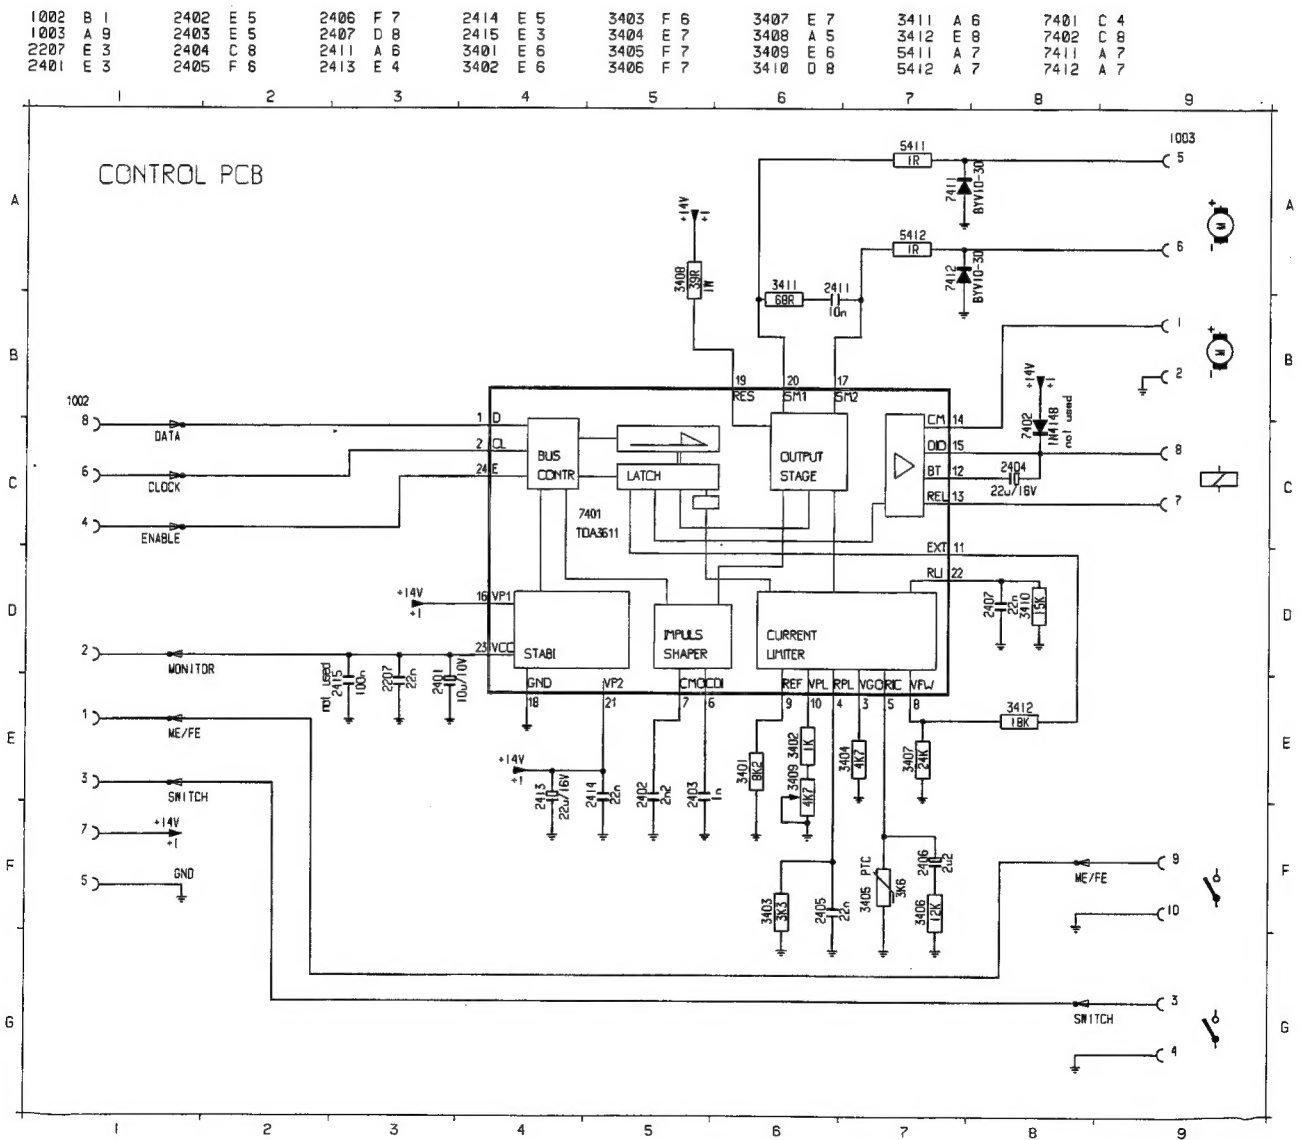 1002 B 1 2402 E 5 2406 F 7 2414 E 5 3403 F 6 3407 E 7 3411 A 6 7401 C 4
1003 A 9 2403 E 5 2407 D 8 2415 E 3 3404 E 7 3408 A 5 3412 E 8 7402 C 8
2207 E 3 2404 C 8 2411 A 6 3401 E 6 3405 F 7 3409 E 6 5411 A 7 7411 A 7
2401 E 3 2405 F 6 2413 E 4 3402 E 6 3406 F 7 3410 D 8 5412 A 7 7412 A 7
1 2 3 4 5 6 7 8 9
CONTROL PCB
1003
5411
1R
5
7411
BYV10-30
A
A
+14V
+1
M
5412
1R
6
7412
BYV10-30
3408
39R
1W
3411
68R
2411
10n
1
B
B
M
2
19 20 17
RES SM1 SM2
+14V
+1
1002
8
DATA
1 D
CM 14
7402
1N4148
not used
2 CL
BUS
CONTR
OUTPUT
STAGE
DID 15
8
6
CLOCK
24 E
LATCH
BT 12
2404
22u/16V
C
C
REL 13
7
4
ENABLE
7401
TDA3611
EXT 11
RLI 22
+14V
+1
16 VP1
2407
22n
3410
15K
D
D
IMPULS
SHAPER
CURRENT
LIMITER
2
MONITOR
23 VCC
STABI
not used
2415
100n
2207
22n
2401
10u/10V
GND VP2 CMO CDI REF VPL RPL VGO RIC VFW
18 21 7 6 9 10 4 3 5 8
1
ME/FE
3412
18K
E
E
+14V
+1
3401
8K2
3402
1K
3409
4K7
3404
4K7
3407
24K
3
SWITCH
2413
22u/16V
2414
22n
2402
2n2
2403
1n
7
+14V
+1
F
F
5
GND
3403
3K3
2405
22n
3405 PTC
3K6
2406
2u2
3406
12K
9
ME/FE
10
G
G
3
SWITCH
4
1 2 3 4 5 6 7 8 9